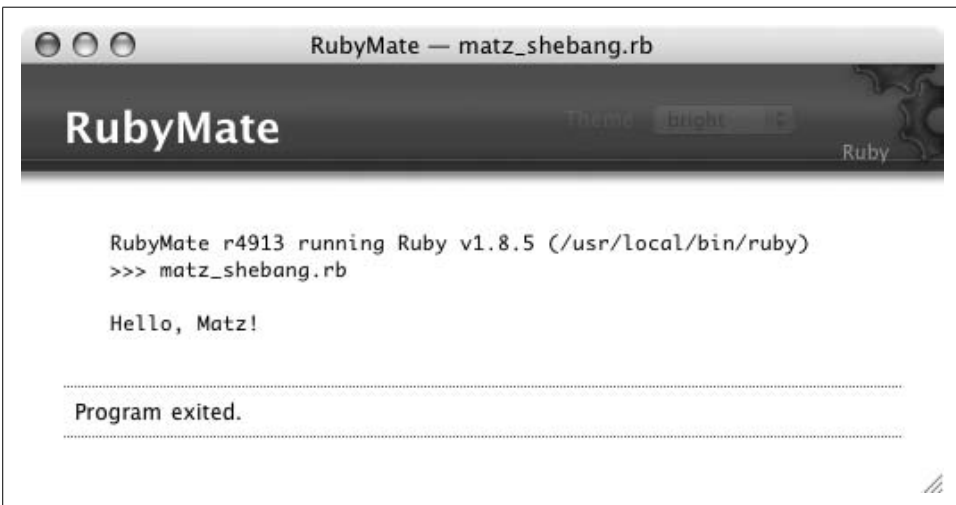 RubyMate — matz_shebang.rb
RubyMate
Theme bright
Ruby
RubyMate r4913 running Ruby v1.8.5 (/usr/local/bin/ruby)
>>> matz_shebang.rb
Hello, Matz!
Program exited.